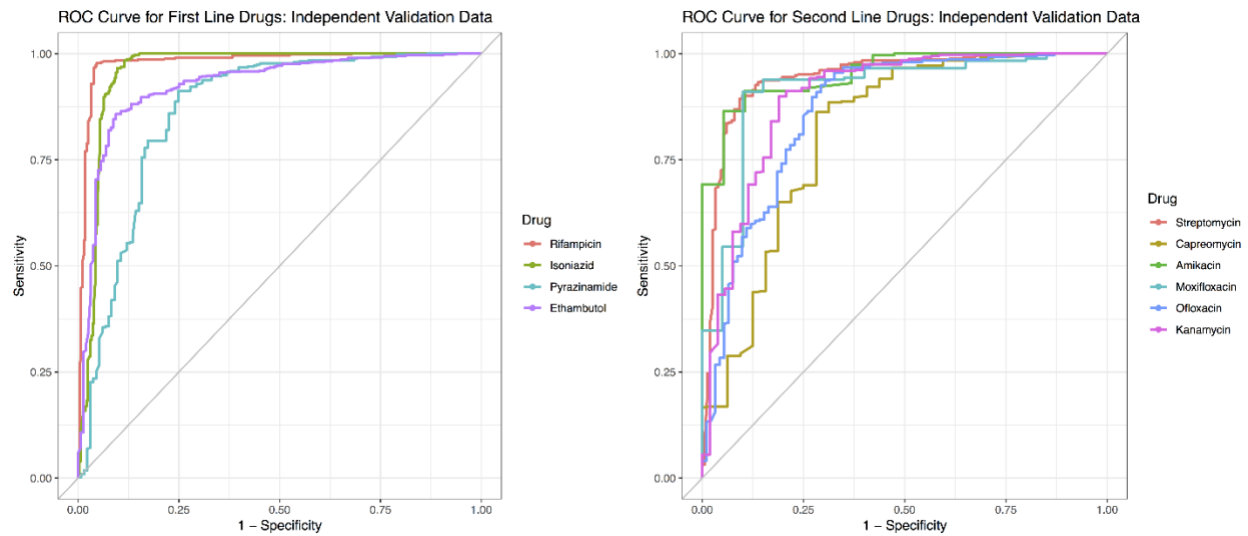 ROC Curve for First Line Drugs: Independent Validation Data
1.00
0.75
0.50
0.25
0.00
Sensitivity
0.00 0.25 0.50 0.75 1.00
1 − Specificity
Drug
Rifampicin
Isoniazid
Pyrazinamide
Ethambutol
ROC Curve for Second Line Drugs: Independent Validation Data
1.00
0.75
0.50
0.25
0.00
Sensitivity
0.00 0.25 0.50 0.75 1.00
1 − Specificity
Drug
Streptomycin
Capreomycin
Amikacin
Moxifloxacin
Ofloxacin
Kanamycin